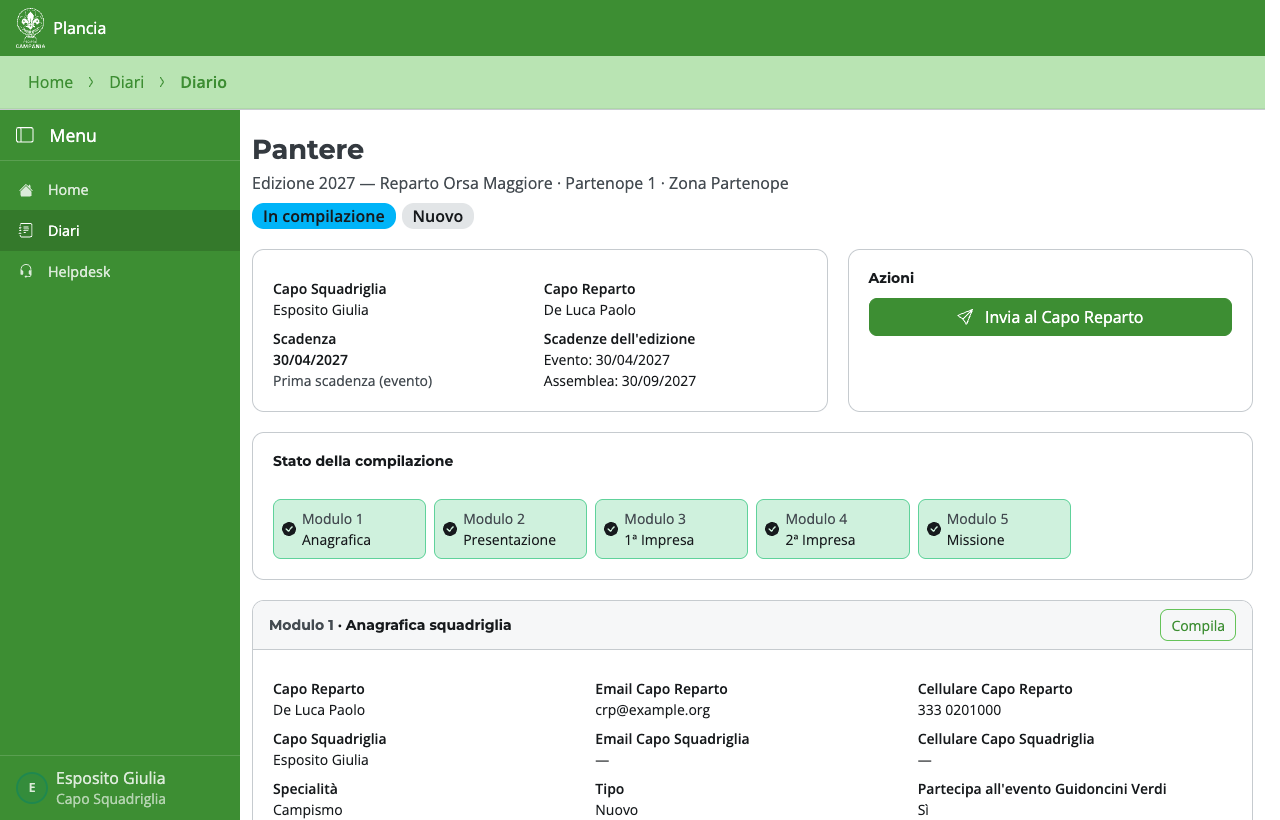 CAMPANIA
Plancia
Home › Diari › Diario
Menu
Home
Diari
Helpdesk
Esposito Giulia
Capo Squadriglia
E
Pantere
Edizione 2027 — Reparto Orsa Maggiore · Partenope 1 · Zona Partenope
In compilazione
Nuovo
Capo Squadriglia
Esposito Giulia
Capo Reparto
De Luca Paolo
Scadenza
30/04/2027
Prima scadenza (evento)
Scadenze dell'edizione
Evento: 30/04/2027
Assemblea: 30/09/2027
Azioni
Invia al Capo Reparto
Stato della compilazione
Modulo 1
Anagrafica
Modulo 2
Presentazione
Modulo 3
1ª Impresa
Modulo 4
2ª Impresa
Modulo 5
Missione
Modulo 1 · Anagrafica squadriglia
Compila
Capo Reparto
De Luca Paolo
Email Capo Reparto
crp@example.org
Cellulare Capo Reparto
333 0201000
Capo Squadriglia
Esposito Giulia
Email Capo Squadriglia
—
Cellulare Capo Squadriglia
—
Specialità
Campismo
Tipo
Nuovo
Partecipa all'evento Guidoncini Verdi
Sì